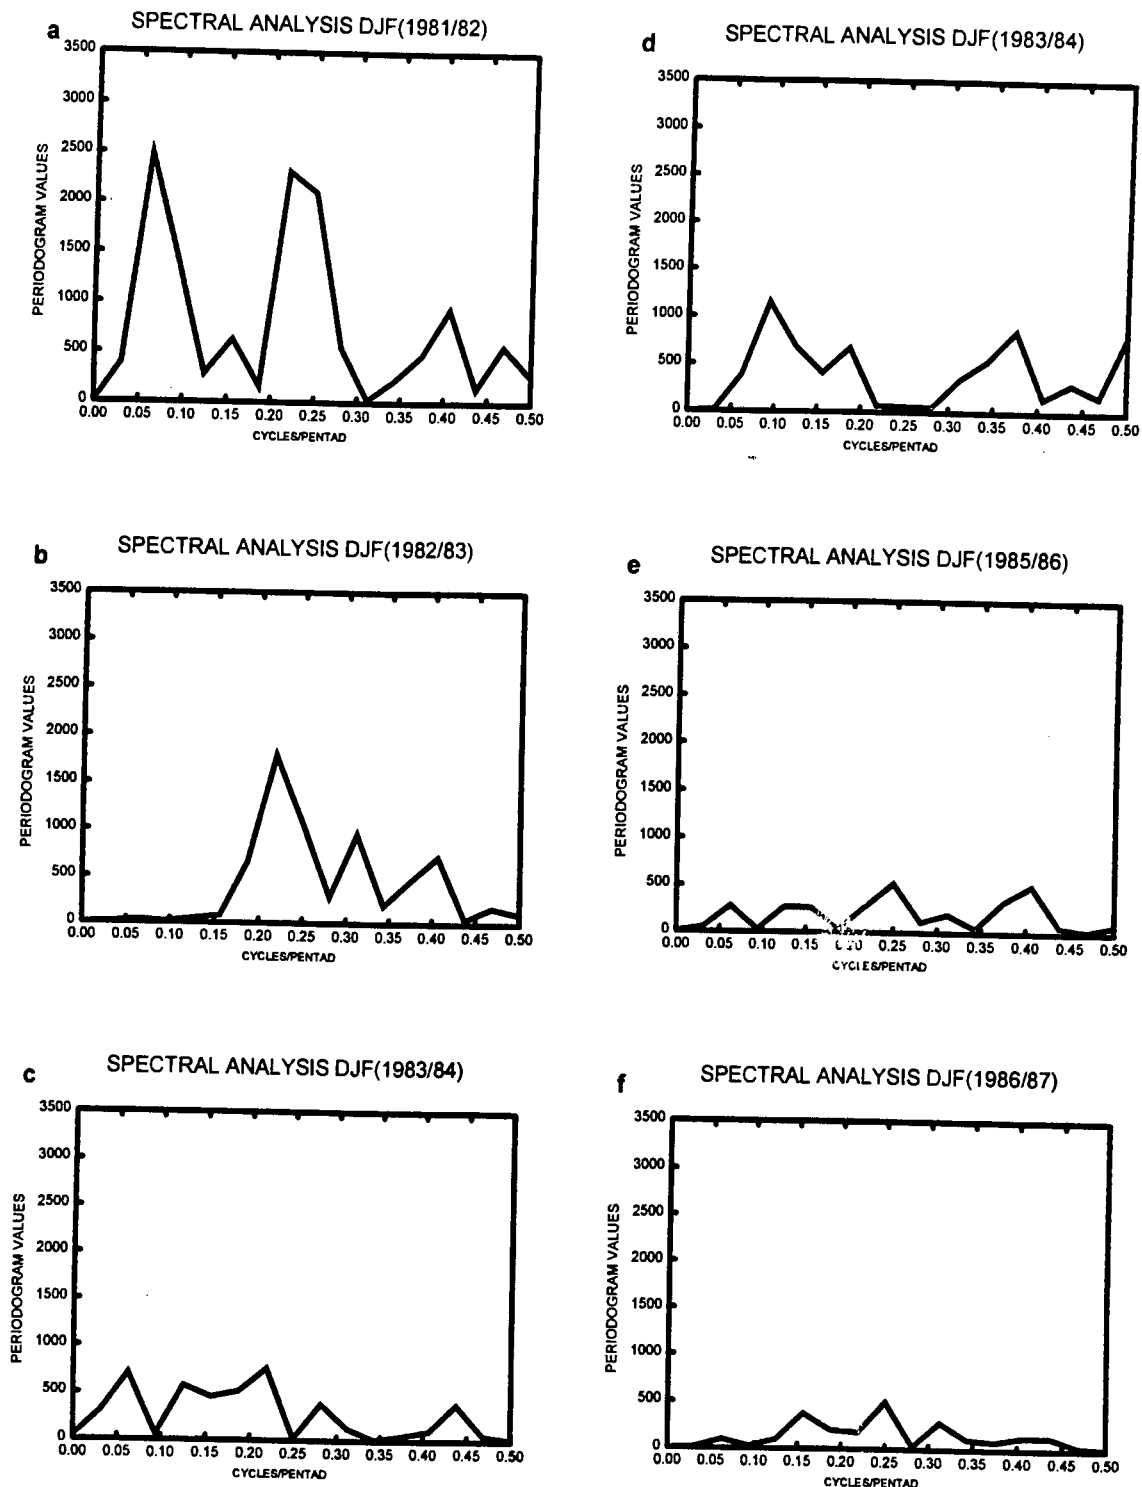 a
SPECTRAL ANALYSIS DJF(1981/82)
3500
3000
2500
2000
1500
1000
500
0
PERIODOGRAM VALUES
0.00 0.05 0.10 0.15 0.20 0.25 0.30 0.35 0.40 0.45 0.50
CYCLES/PENTAD
b
SPECTRAL ANALYSIS DJF(1982/83)
3500
3000
2500
2000
1500
1000
500
0
PERIODOGRAM VALUES
0.00 0.05 0.10 0.15 0.20 0.25 0.30 0.35 0.40 0.45 0.50
CYCLES/PENTAD
c
SPECTRAL ANALYSIS DJF(1983/84)
3500
3000
2500
2000
1500
1000
500
0
PERIODOGRAM VALUES
0.00 0.05 0.10 0.15 0.20 0.25 0.30 0.35 0.40 0.45 0.50
CYCLES/PENTAD
d
SPECTRAL ANALYSIS DJF(1983/84)
3500
3000
2500
2000
1500
1000
500
0
PERIODOGRAM VALUES
0.00 0.05 0.10 0.15 0.20 0.25 0.30 0.35 0.40 0.45 0.50
CYCLES/PENTAD
e
SPECTRAL ANALYSIS DJF(1985/86)
3500
3000
2500
2000
1500
1000
500
0
PERIODOGRAM VALUES
0.00 0.05 0.10 0.15 0.20 0.25 0.30 0.35 0.40 0.45 0.50
CYCLES/PENTAD
f
SPECTRAL ANALYSIS DJF(1986/87)
3500
3000
2500
2000
1500
1000
500
0
PERIODOGRAM VALUES
0.00 0.05 0.10 0.15 0.20 0.25 0.30 0.35 0.40 0.45 0.50
CYCLES/PENTAD